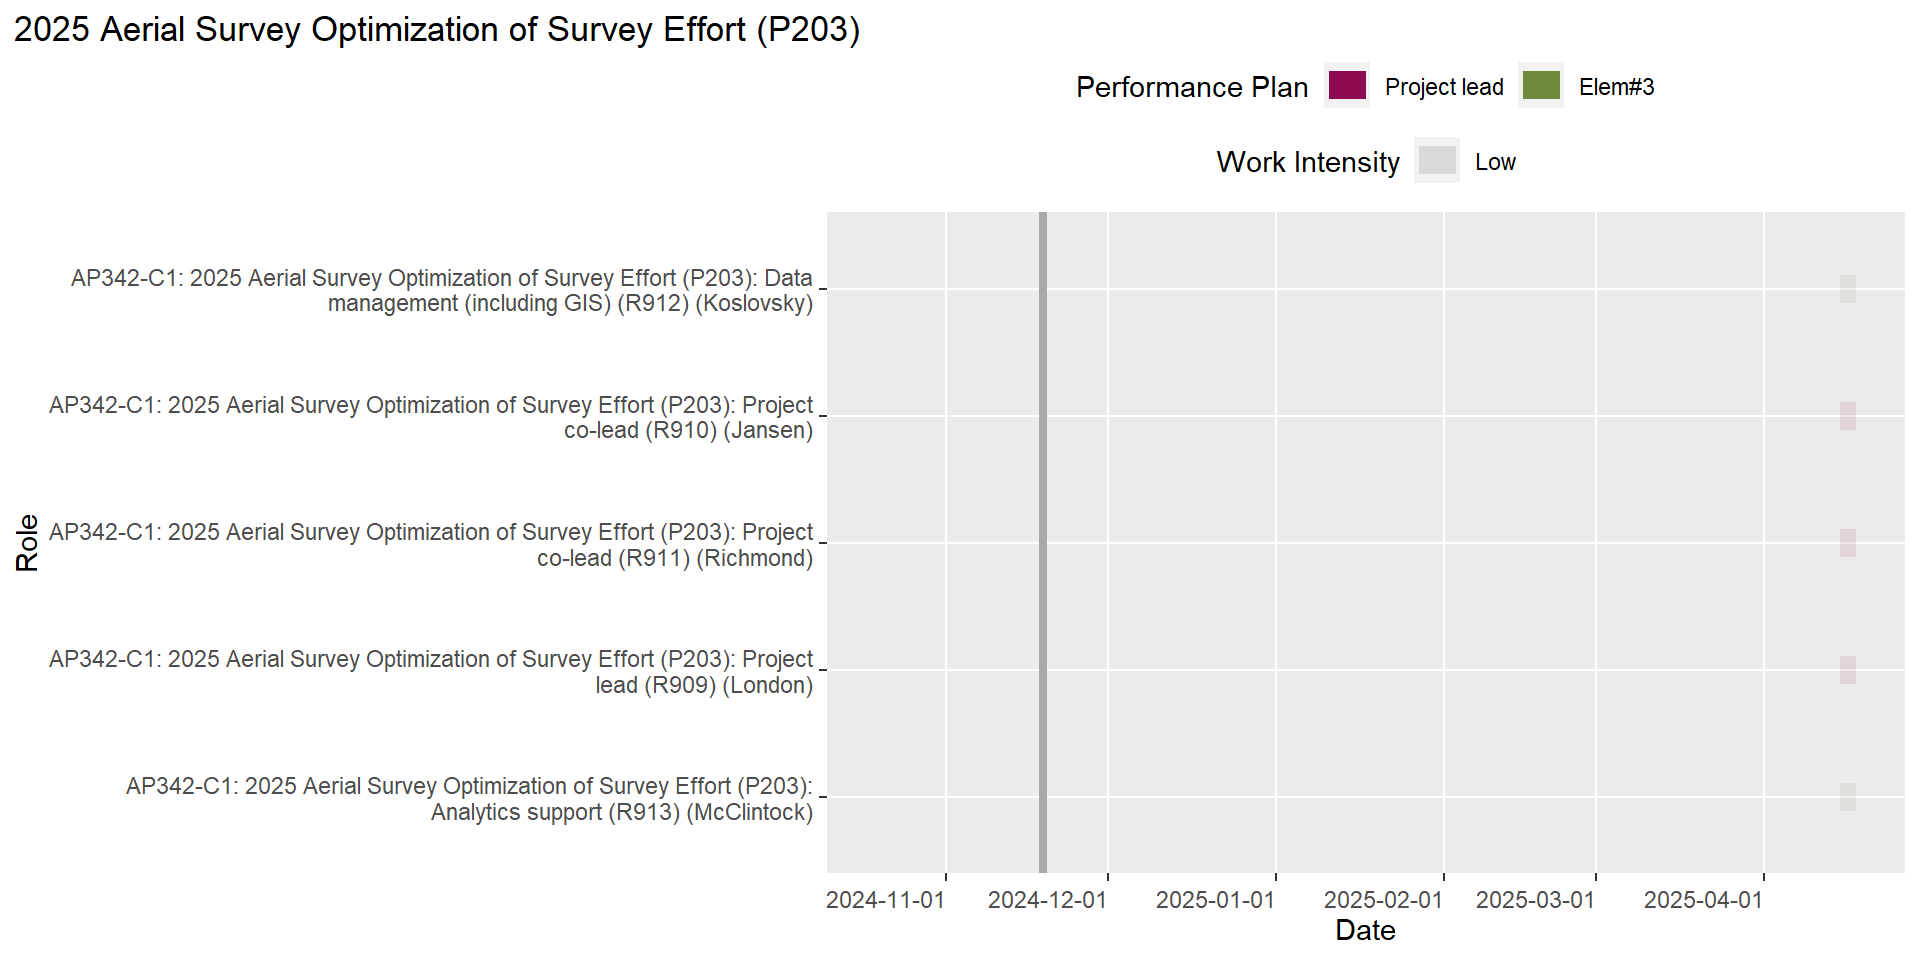 2025 Aerial Survey Optimization of Survey Effort (P203)
Performance Plan Project lead Elem#3
Work Intensity Low
AP342-C1: 2025 Aerial Survey Optimization of Survey Effort (P203): Data
management (including GIS) (R912) (Koslovsky)
AP342-C1: 2025 Aerial Survey Optimization of Survey Effort (P203): Project
co-lead (R910) (Jansen)
Role
AP342-C1: 2025 Aerial Survey Optimization of Survey Effort (P203): Project
co-lead (R911) (Richmond)
AP342-C1: 2025 Aerial Survey Optimization of Survey Effort (P203): Project
lead (R909) (London)
AP342-C1: 2025 Aerial Survey Optimization of Survey Effort (P203):
Analytics support (R913) (McClintock)
2024-11-01 2024-12-01 2025-01-01 2025-02-01 2025-03-01 2025-04-01
Date